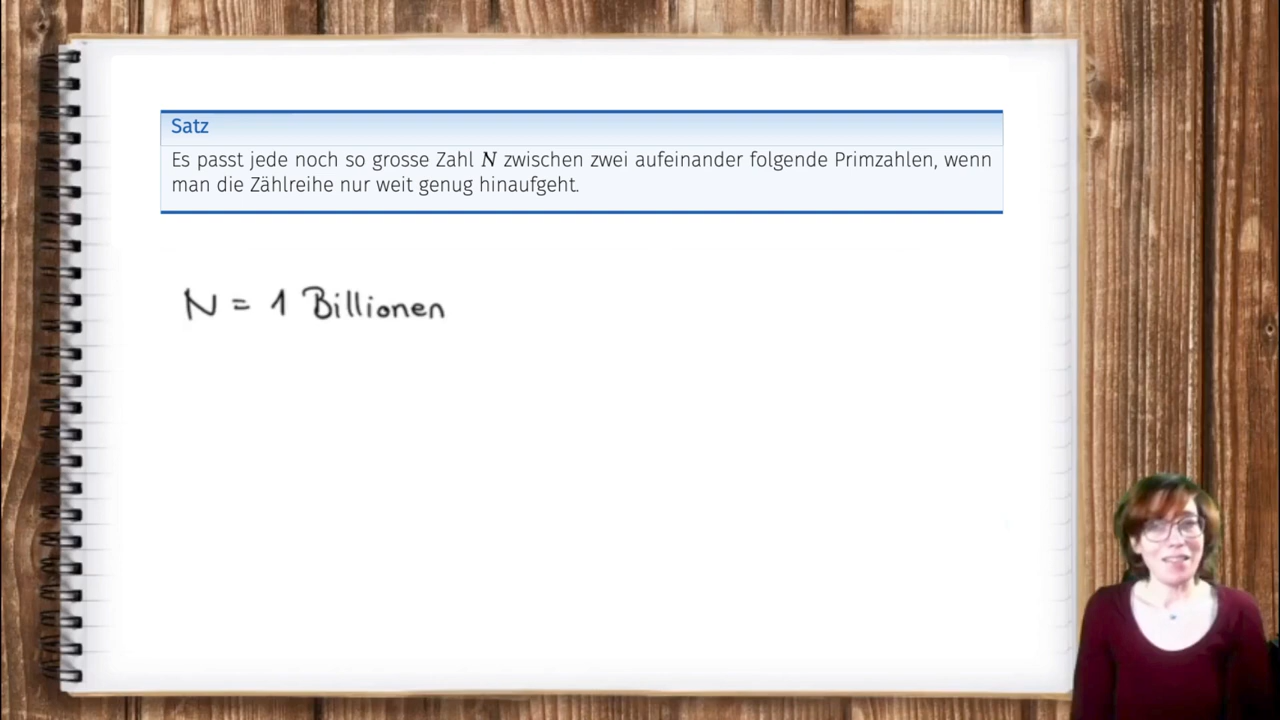 Satz
Es passt jede noch so grosse Zahl N zwischen zwei aufeinander folgende Primzahlen, wenn
man die Zählreihe nur weit genug hinaufgeht.
N = 1 Billionen